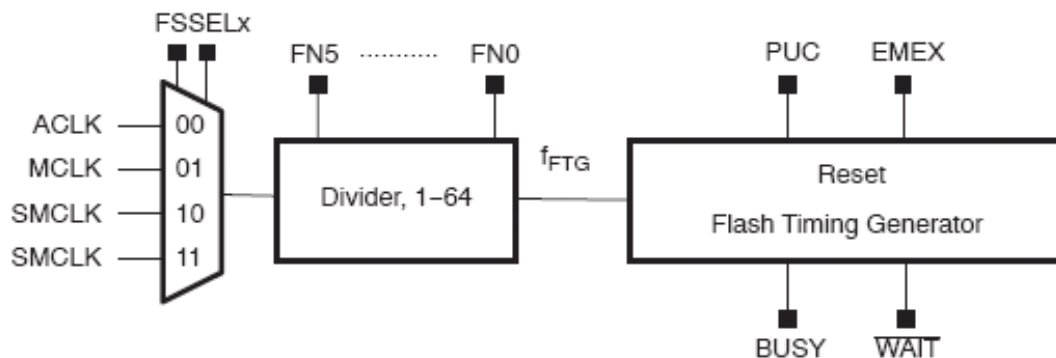 FSSELx
FN5 ........... FN0
PUC EMEX
ACLK 00
MCLK 01
SMCLK 10
SMCLK 11
Divider, 1–64
fFTG
Reset
Flash Timing Generator
BUSY WAIT